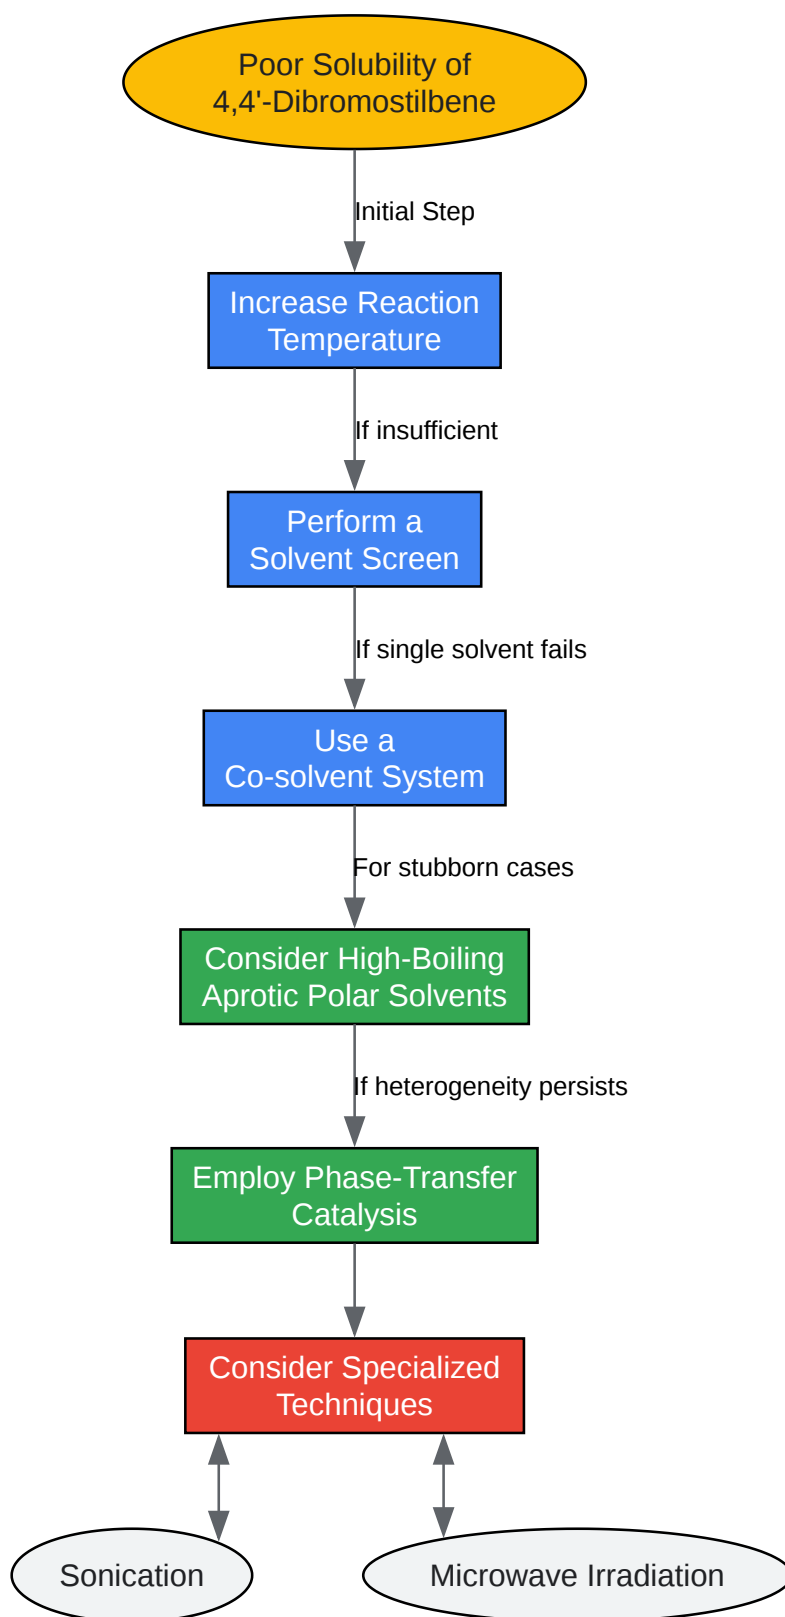 Poor Solubility of
4,4'-Dibromostilbene
Initial Step
Increase Reaction
Temperature
If insufficient
Perform a
Solvent Screen
If single solvent fails
Use a
Co-solvent System
For stubborn cases
Consider High-Boiling
Aprotic Polar Solvents
If heterogeneity persists
Employ Phase-Transfer
Catalysis
Consider Specialized
Techniques
Sonication
Microwave Irradiation